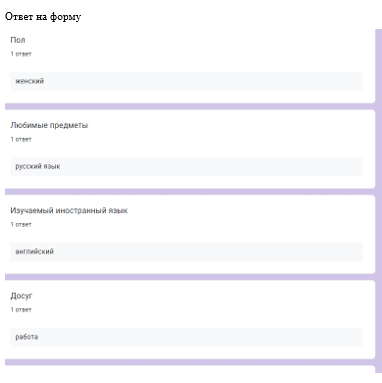 Ответ на форму
Пол
1 ответ
женский
Любимые предметы
1 ответ
русский язык
Изучаемый иностранный язык
1 ответ
английский
Досуг
1 ответ
работа